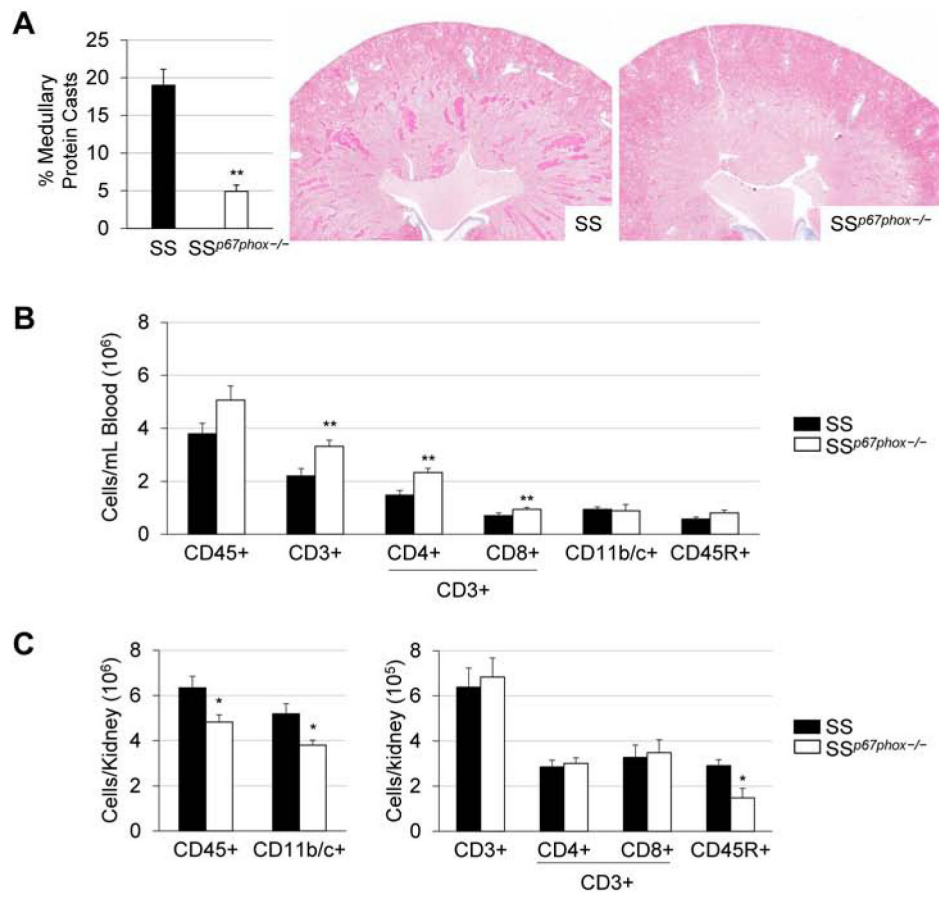 A
% Medullary
Protein Casts
25
20
15
10
5
0
**
SS
SSp67phox−/−
SS
SSp67phox−/−
B
Cells/mL Blood (10⁶)
8
6
4
2
0
**
**
**
CD45+
CD3+
CD4+
CD8+
CD11b/c+
CD45R+
CD3+
SS
SSp67phox−/−
C
Cells/Kidney (10⁶)
8
6
4
2
0
*
*
CD45+
CD11b/c+
Cells/kidney (10⁵)
8
6
4
2
0
*
CD3+
CD4+
CD8+
CD45R+
CD3+
SS
SSp67phox−/−